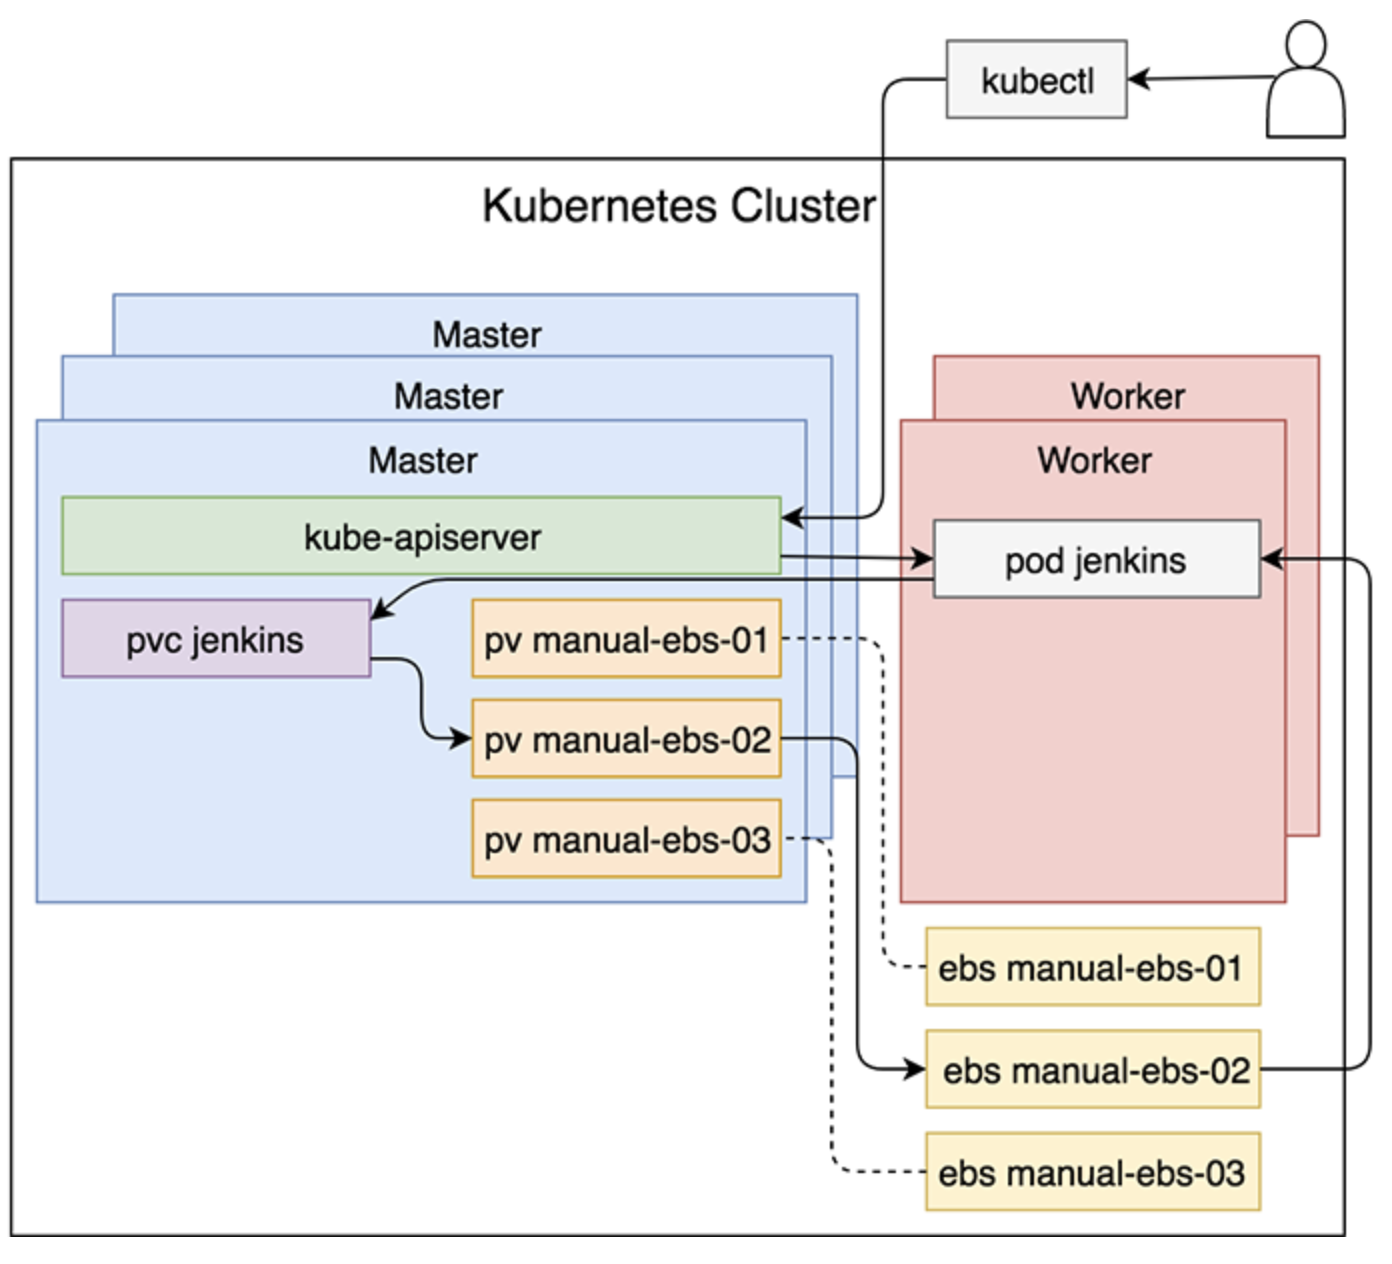 kubectl
Kubernetes Cluster
Master
Master
Master
kube-apiserver
pvc jenkins
pv manual-ebs-01
pv manual-ebs-02
pv manual-ebs-03
Worker
Worker
pod jenkins
ebs manual-ebs-01
ebs manual-ebs-02
ebs manual-ebs-03